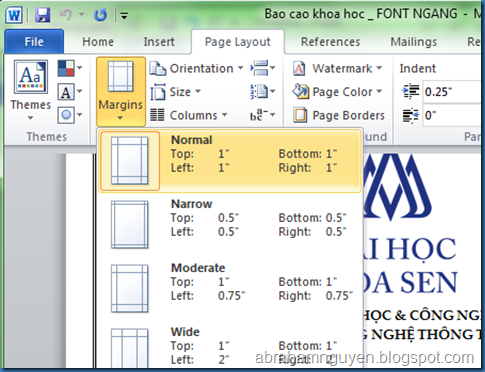 Bao cao khoa hoc _ FONT NGANG - M
File Home Insert Page Layout References Mailings Re
Themes
Margins
Orientation
Size
Columns
Watermark
Page Color
Page Borders
Indent
0.25"
0"
Themes
und
Par
Normal
Top: 1" Bottom: 1"
Left: 1" Right: 1"
Narrow
Top: 0.5" Bottom: 0.5"
Left: 0.5" Right: 0.5"
Moderate
Top: 1" Bottom: 1"
Left: 0.75" Right: 0.75"
Wide
Top: 1" Bottom: 1"
Left: 2" Right: 2"
ẠI HỌC
OA SEN
HỌC & CÔNG NG
G NGHỆ THÔNG T
abrahamnguyen.blogspot.com